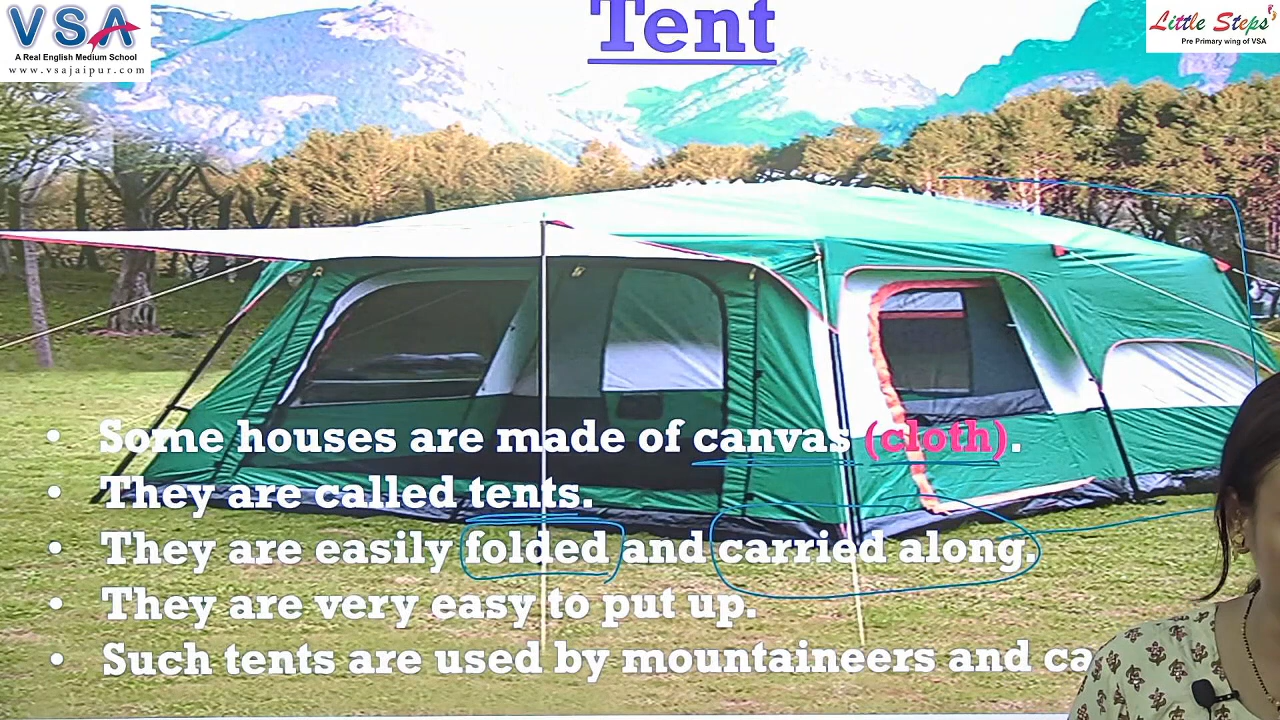 VSA
A Real English Medium School
www.vsajaipur.com
Tent
Little Steps
Pre Primary wing of VSA
• Some houses are made of canvas (cloth).
• They are called tents.
• They are easily folded and carried along.
• They are very easy to put up.
• Such tents are used by mountaineers and